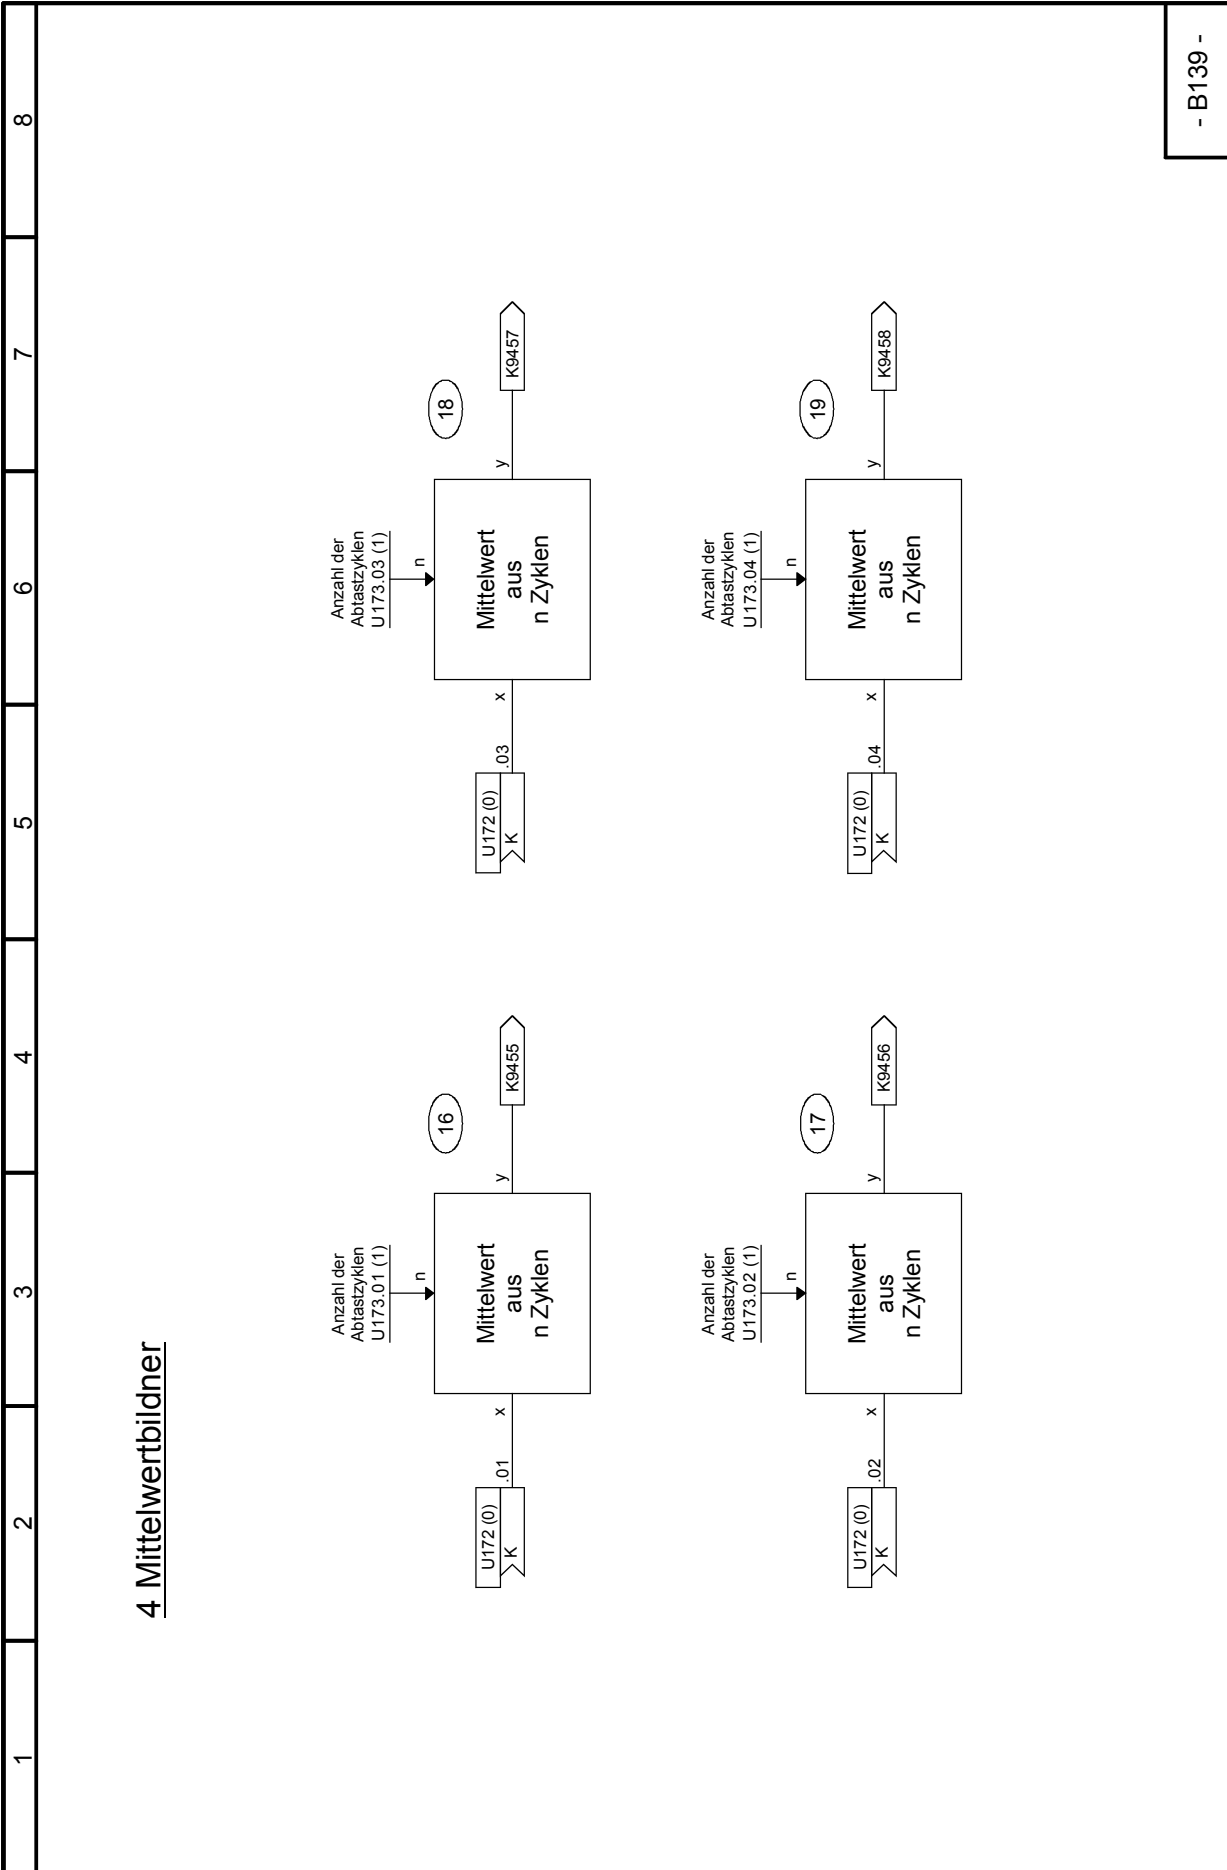 1 2 3 4 5 6 7 8
4 Mittelwertbildner
Anzahl der
Abtastzyklen
U173.01 (1)
n
16
U172 (0)
K
.01
x
Mittelwert
aus
n Zyklen
y
K9455
Anzahl der
Abtastzyklen
U173.03 (1)
n
18
U172 (0)
K
.03
x
Mittelwert
aus
n Zyklen
y
K9457
Anzahl der
Abtastzyklen
U173.02 (1)
n
17
U172 (0)
K
.02
x
Mittelwert
aus
n Zyklen
y
K9456
Anzahl der
Abtastzyklen
U173.04 (1)
n
19
U172 (0)
K
.04
x
Mittelwert
aus
n Zyklen
y
K9458
- B139 -